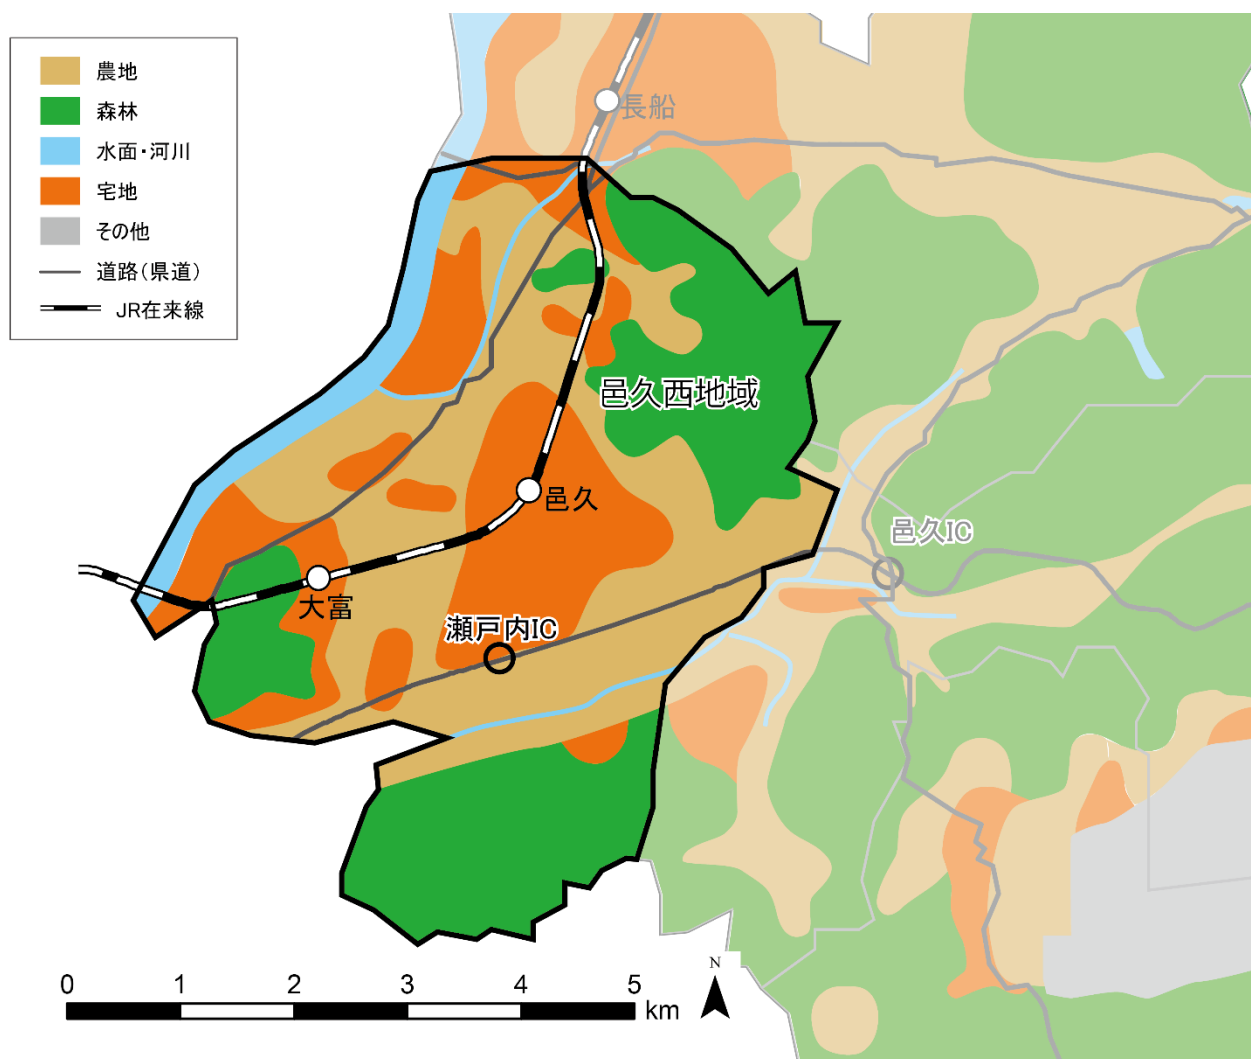 農地
森林
水面・河川
宅地
その他
道路(県道)
JR在来線
長船
邑久西地域
邑久
邑久IC
大富
瀬戸内IC
0 1 2 3 4 5
km
N